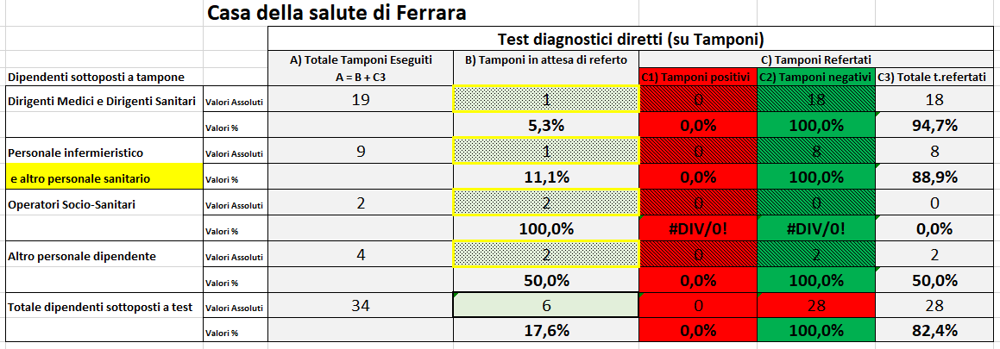 Casa della salute di Ferrara
Test diagnostici diretti (su Tamponi)
A) Totale Tamponi Eseguiti B) Tamponi in attesa di referto C) Tamponi Refertati
Dipendenti sottoposti a tampone A = B + C3 C1) Tamponi positivi C2) Tamponi negativi C3) Totale t.refertati
Dirigenti Medici e Dirigenti Sanitari Valori Assoluti 19 1 0 18 18
Valori % 5,3% 0,0% 100,0% 94,7%
Personale infermieristico Valori Assoluti 9 1 0 8 8
e altro personale sanitario Valori % 11,1% 0,0% 100,0% 88,9%
Operatori Socio-Sanitari Valori Assoluti 2 2 0 0 0
Valori % 100,0% #DIV/0! #DIV/0! 0,0%
Altro personale dipendente Valori Assoluti 4 2 0 2 2
Valori % 50,0% 0,0% 100,0% 50,0%
Totale dipendenti sottoposti a test Valori Assoluti 34 6 0 28 28
Valori % 17,6% 0,0% 100,0% 82,4%